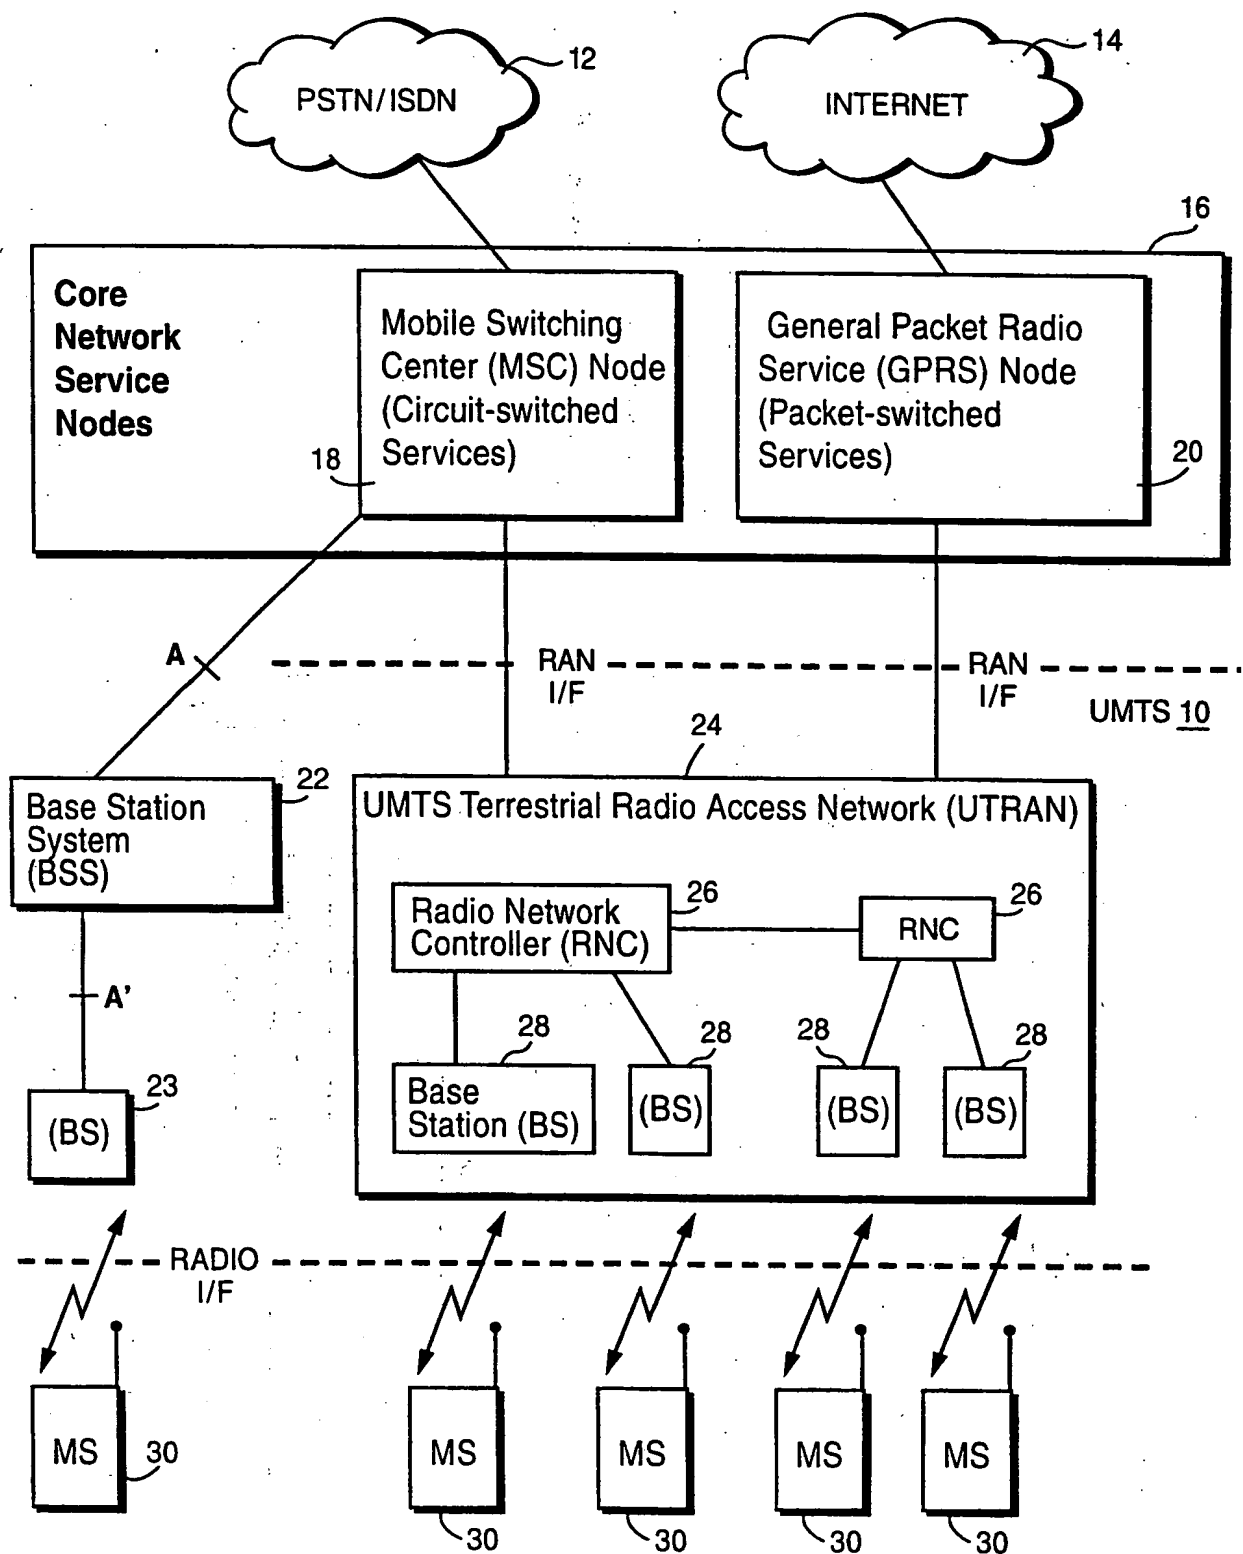 12
PSTN/ISDN
14
INTERNET
16
Core
Network
Service
Nodes
Mobile Switching
Center (MSC) Node
(Circuit-switched
Services)
18
General Packet Radio
Service (GPRS) Node
(Packet-switched
Services)
20
A
RAN
I/F
RAN
I/F
UMTS 10
24
22
Base Station
System
(BSS)
UMTS Terrestrial Radio Access Network (UTRAN)
26
Radio Network
Controller (RNC)
26
RNC
A'
28
28
28
28
23
(BS)
Base
Station (BS)
(BS)
(BS)
(BS)
RADIO
I/F
MS
30
MS
30
MS
30
MS
30
MS
30